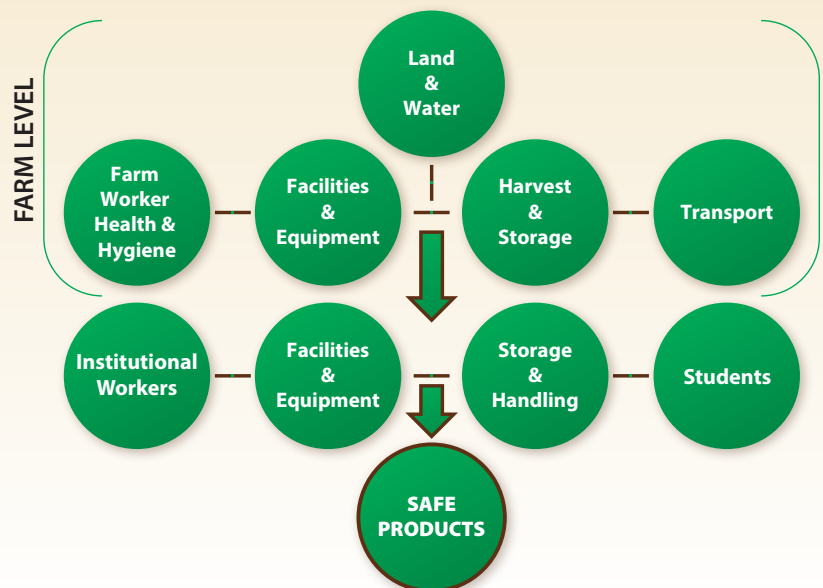 FARM LEVEL
Land
&
Water
Farm
Worker
Health &
Hygiene
Facilities
&
Equipment
Harvest
&
Storage
Transport
Institutional
Workers
Facilities
&
Equipment
Storage
&
Handling
Students
SAFE
PRODUCTS